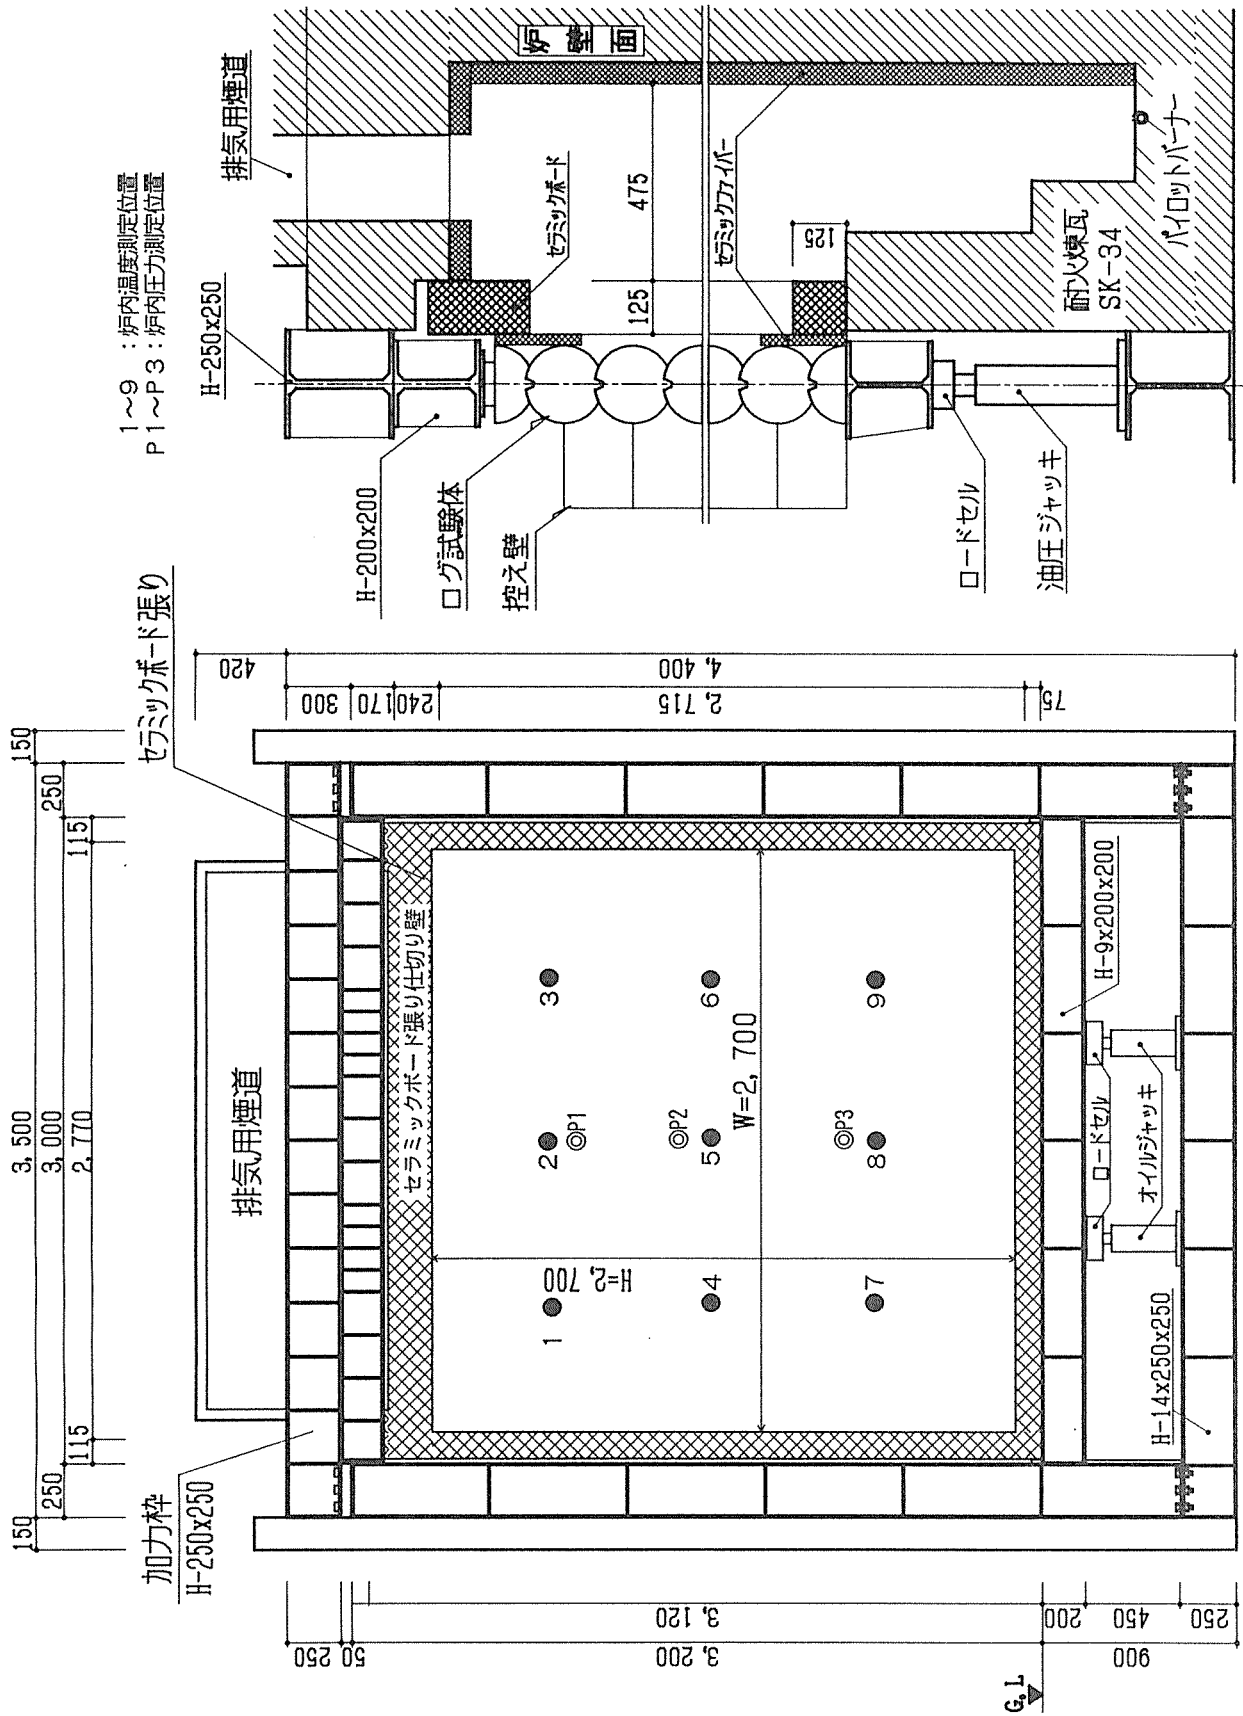 1～9 : 炉内温度測定位置
P1～P3 : 炉内圧力測定位置
3,500
150
150
3,000
250
250
2,770
115
115
加力枠
H-250x250
排気用煙道
セラミックボード張り
セラミックボード張り仕切り壁
420
300
170
240
2,715
75
4,400
250
50
3,200
3,120
200
450
250
900
G.L
1
2
3
P1
P2
4
5
6
P3
7
8
9
W=2,700
H=2,700
H-9x200x200
ロードセル
オイルジャッキ
H-14x250x250
排気用煙道
H-250x250
H-200x200
ログ試験体
控え壁
炉壁面
セラミックボード
475
125
セラミックファイバー
125
耐火煉瓦
SK-34
パイロットバーナー
ロードセル
油圧ジャッキ